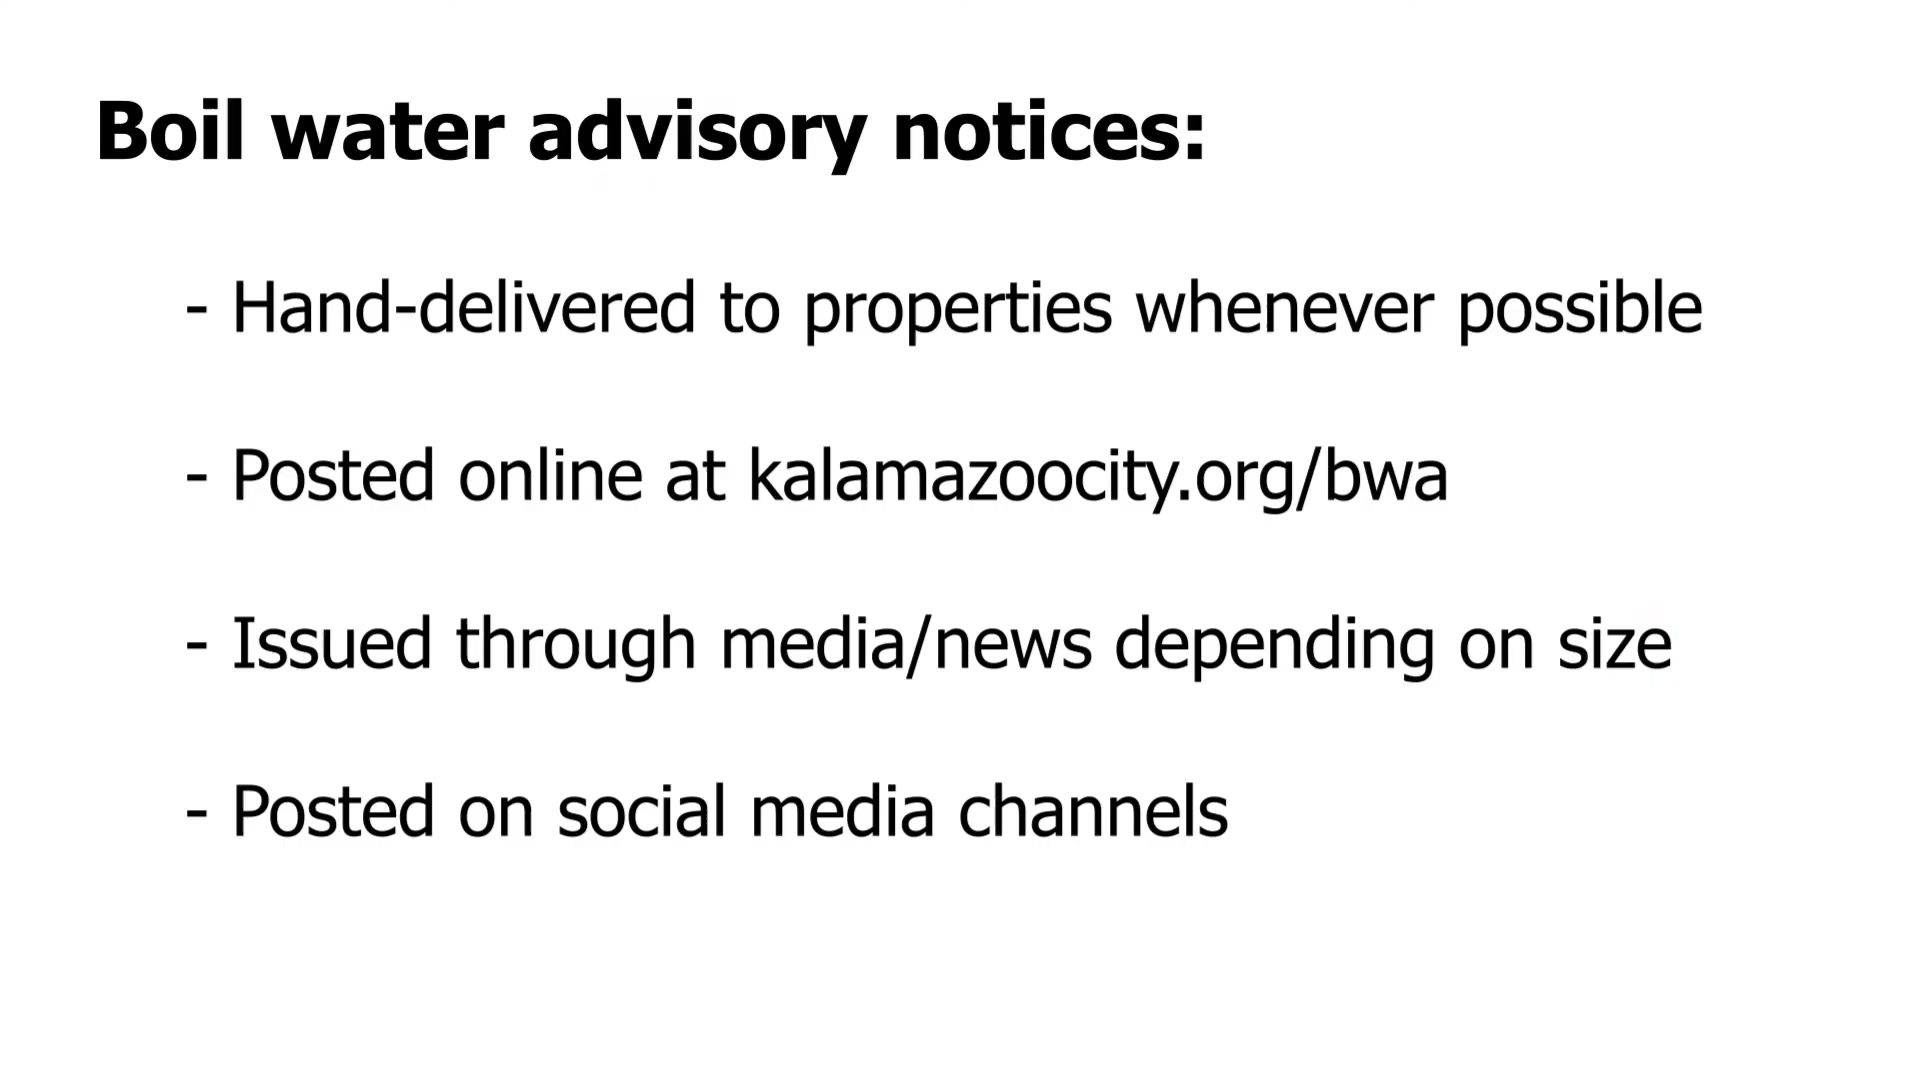 Boil water advisory notices:
- Hand-delivered to properties whenever possible
- Posted online at kalamazoocity.org/bwa
- Issued through media/news depending on size
- Posted on social media channels